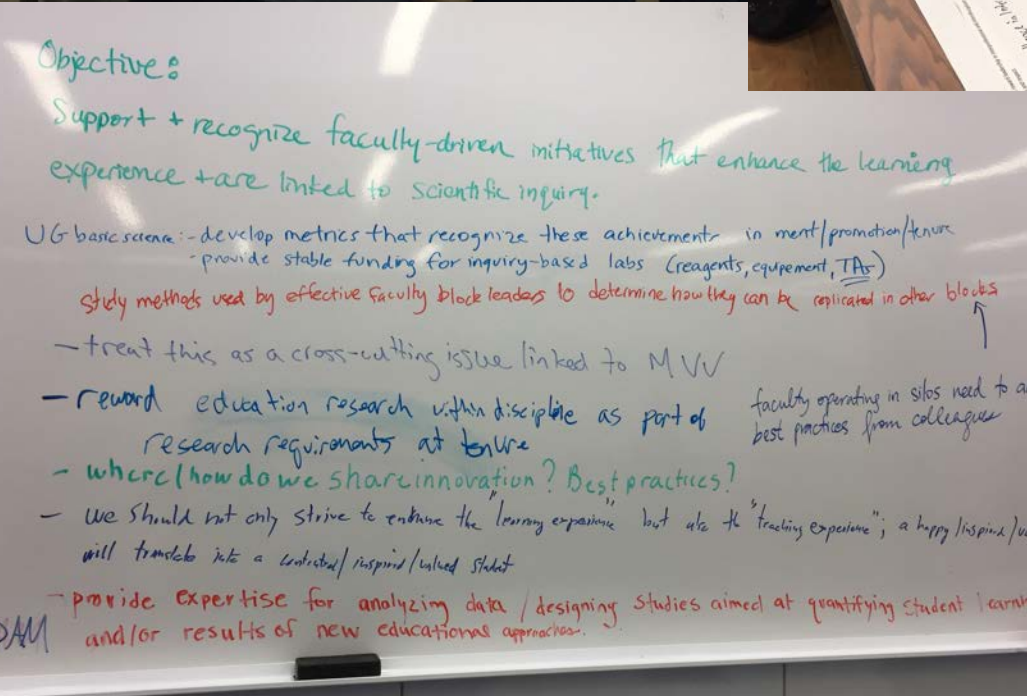 Objective:
Support + recognize faculty-driven initiatives that enhance the learning
experience + are linked to scientific inquiry.
UG basic science: - develop metrics that recognize these achievements in merit/promotion/tenure
- provide stable funding for inquiry-based labs (reagents, equipement, TAs)
study methods used by effective faculty block leaders to determine how they can be replicated in other blocks
- treat this as a cross-cutting issue linked to MVV
- reward education research within discipline as part of
research requirements at tenure
faculty operating in silos need to
best practices from colleagues
- where/how do we share innovation? Best practices?
- we should not only strive to enhance the "learning experience" but also the "teaching experience"; a happy/inspired/
will translate into a contented/inspired/valued student
- provide expertise for analyzing data/designing studies aimed at quantifying student
and/or results of new educational approaches.